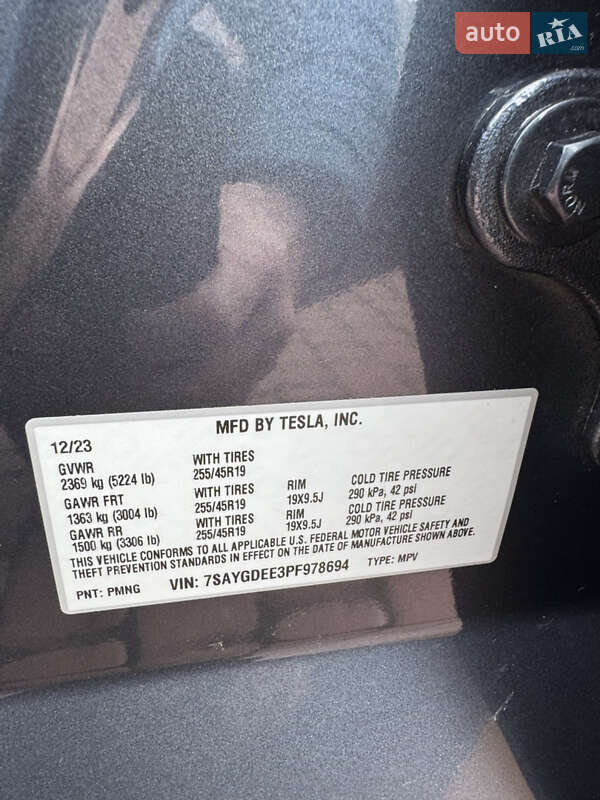 auto RIA.com
NORM
MFD BY TESLA, INC.
12/23
GVWR WITH TIRES
2369 kg (5224 lb) 255/45R19
GAWR FRT WITH TIRES RIM COLD TIRE PRESSURE
1363 kg (3004 lb) 255/45R19 19X9.5J 290 kPa, 42 psi
GAWR RR WITH TIRES RIM COLD TIRE PRESSURE
1500 kg (3306 lb) 255/45R19 19X9.5J 290 kPa, 42 psi
THIS VEHICLE CONFORMS TO ALL APPLICABLE U.S. FEDERAL MOTOR VEHICLE SAFETY AND
THEFT PREVENTION STANDARDS IN EFFECT ON THE DATE OF MANUFACTURE SHOWN ABOVE.
PNT: PMNG VIN: 7SAYGDEE3PF978694 TYPE: MPV